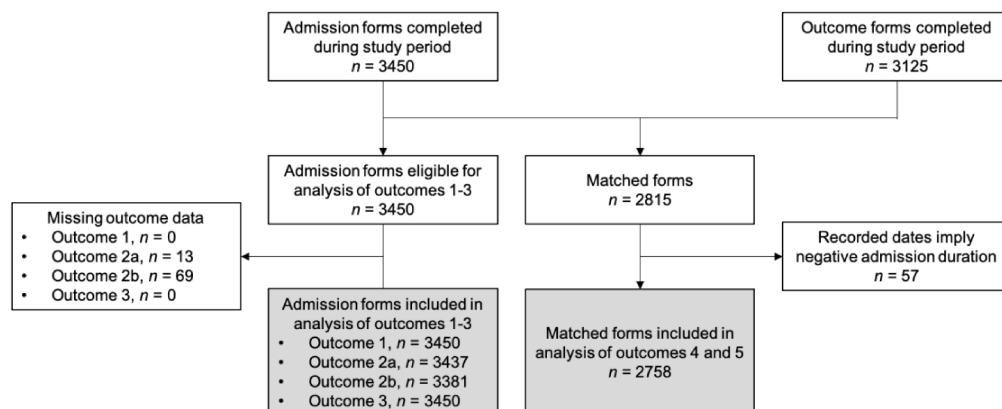 Admission forms completed
during study period
n = 3450
Outcome forms completed
during study period
n = 3125
Admission forms eligible for
analysis of outcomes 1-3
n = 3450
Matched forms
n = 2815
Missing outcome data
• Outcome 1, n = 0
• Outcome 2a, n = 13
• Outcome 2b, n = 69
• Outcome 3, n = 0
Recorded dates imply
negative admission duration
n = 57
Admission forms included in
analysis of outcomes 1-3
• Outcome 1, n = 3450
• Outcome 2a, n = 3437
• Outcome 2b, n = 3381
• Outcome 3, n = 3450
Matched forms included in
analysis of outcomes 4 and 5
n = 2758